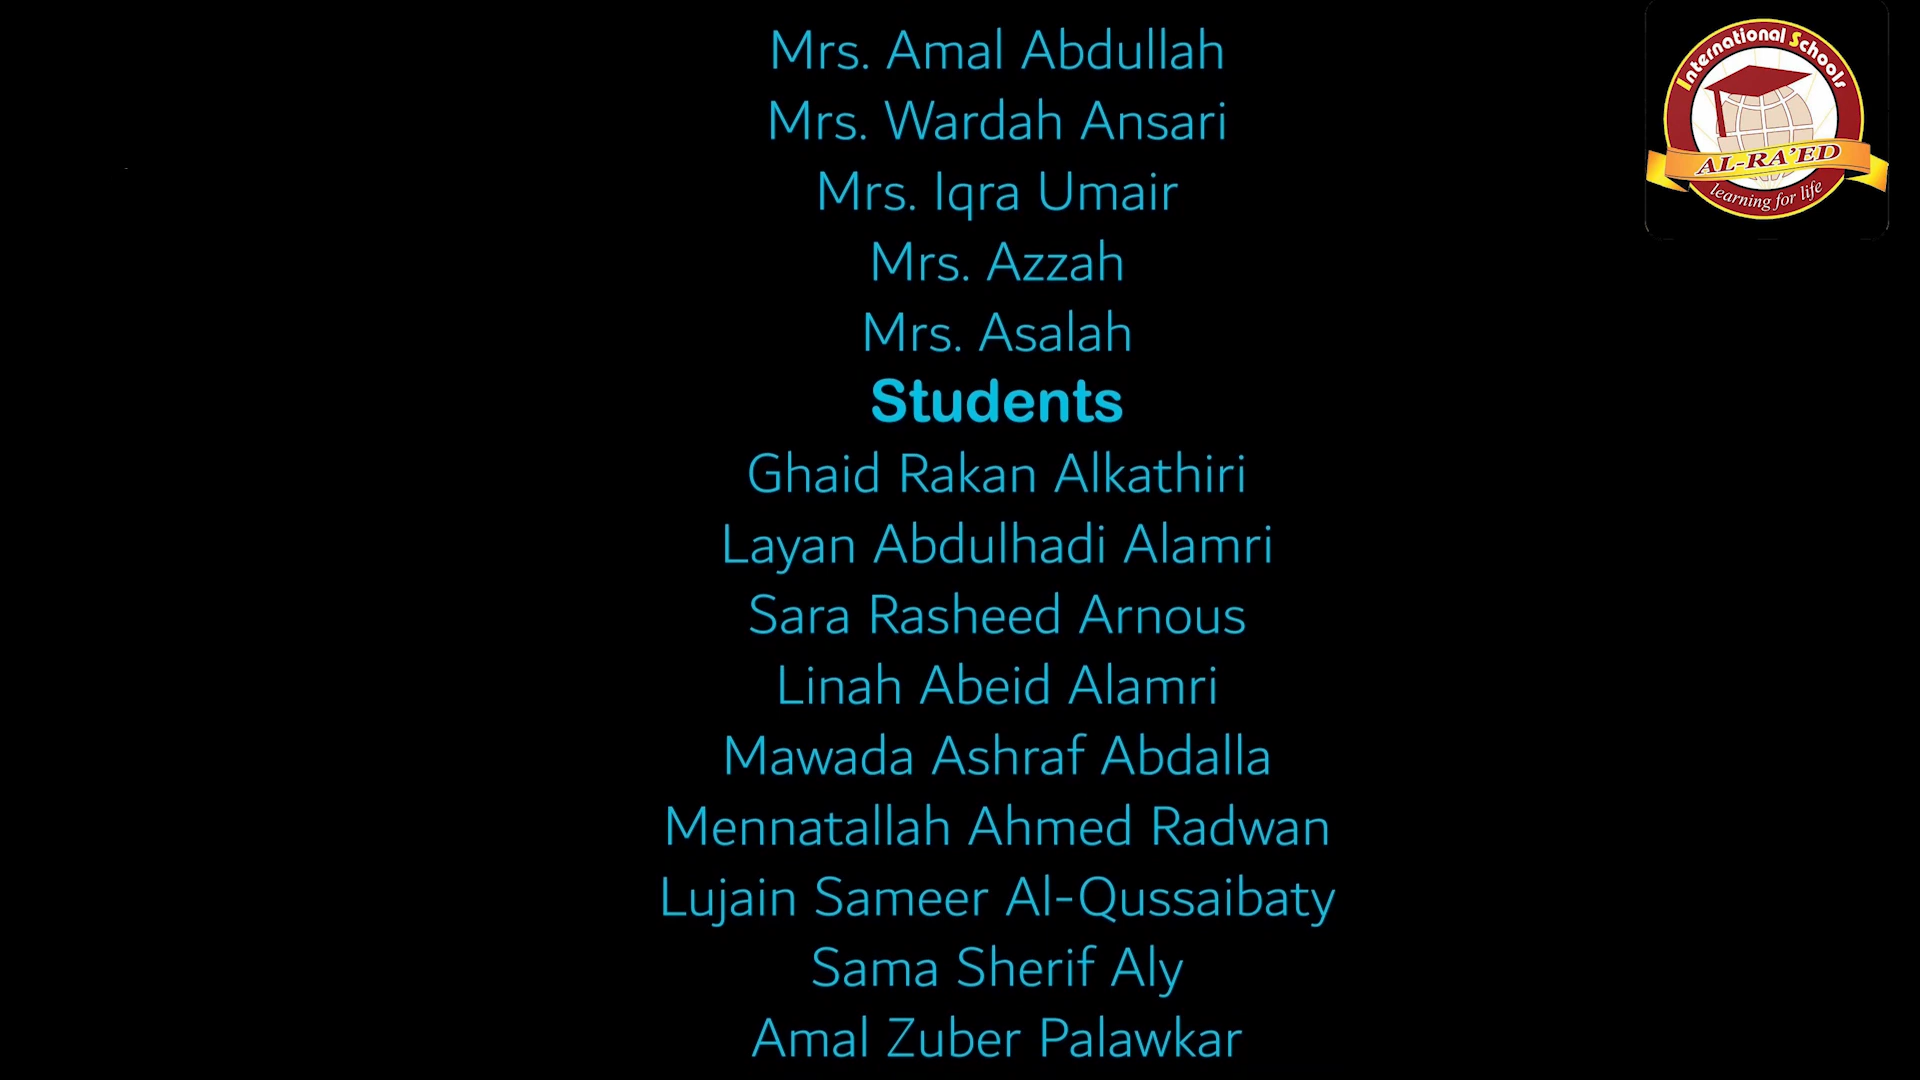 Mrs. Amal Abdullah
Mrs. Wardah Ansari
Mrs. Iqra Umair
Mrs. Azzah
Mrs. Asalah
Students
Ghaid Rakan Alkathiri
Layan Abdulhadi Alamri
Sara Rasheed Arnous
Linah Abeid Alamri
Mawada Ashraf Abdalla
Mennatallah Ahmed Radwan
Lujain Sameer Al-Qussaibaty
Sama Sherif Aly
Amal Zuber Palawkar
International Schools
AL-RA'ED
learning for life